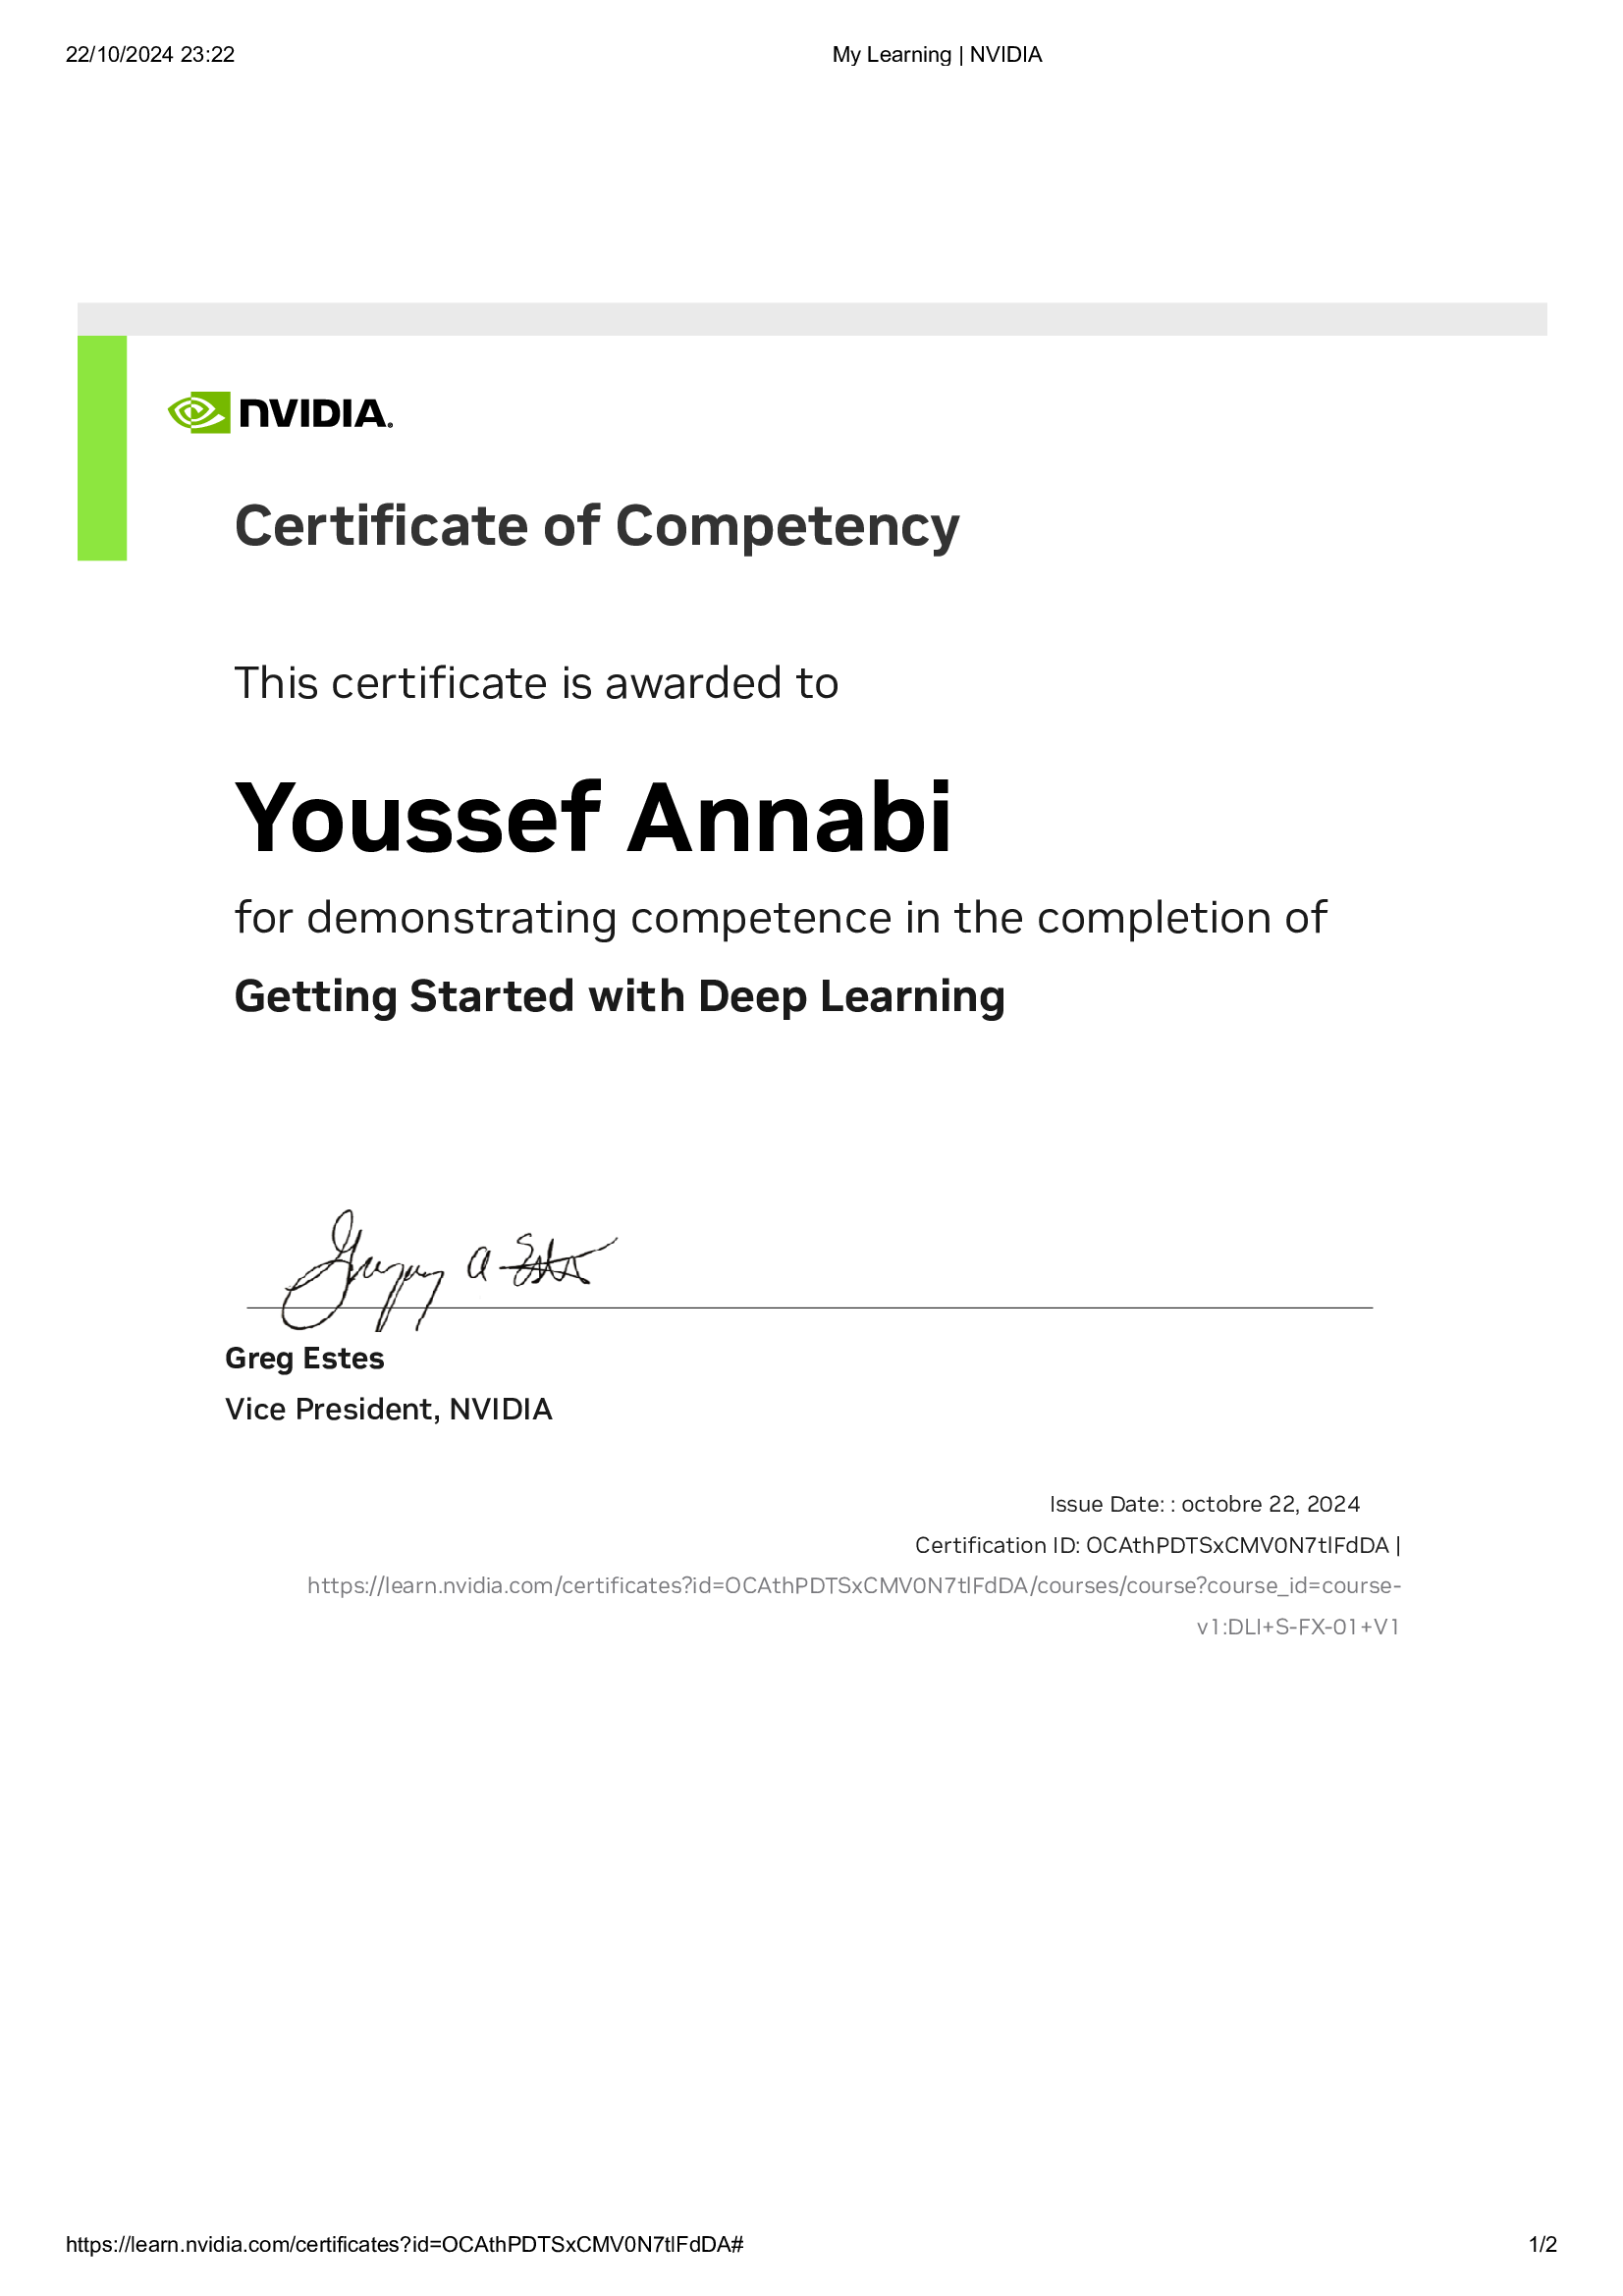 22/10/2024 23:22
My Learning | NVIDIA
NVIDIA.
Certificate of Competency
This certificate is awarded to
Youssef Annabi
for demonstrating competence in the completion of
Getting Started with Deep Learning
Gregory A Estes
Greg Estes
Vice President, NVIDIA
Issue Date: : octobre 22, 2024
Certification ID: OCAthPDTSxCMV0N7tlFdDA |
https://learn.nvidia.com/certificates?id=OCAthPDTSxCMV0N7tlFdDA/courses/course?course_id=course-
v1:DLI+S-FX-01+V1
https://learn.nvidia.com/certificates?id=OCAthPDTSxCMV0N7tlFdDA#
1/2